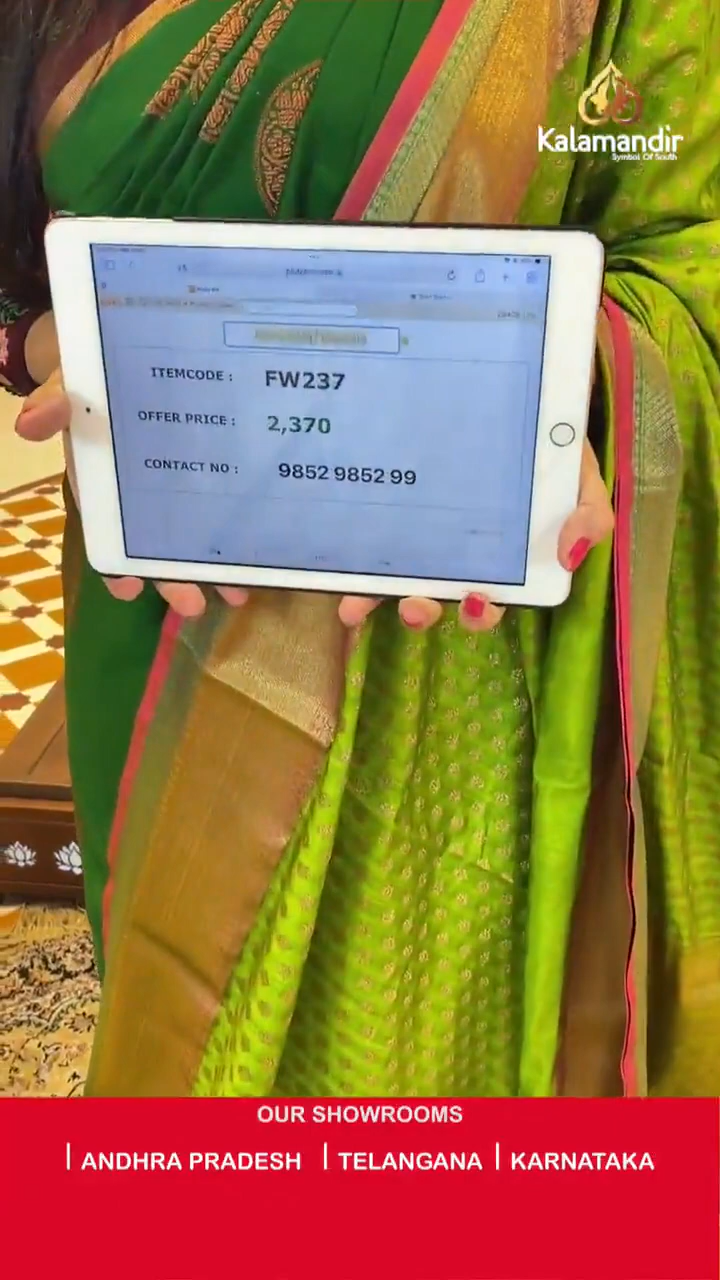 Kalamandir
Symbol Of South
ITEMCODE : FW237
OFFER PRICE : 2,370
CONTACT NO : 9852 9852 99
OUR SHOWROOMS
| ANDHRA PRADESH | TELANGANA | KARNATAKA